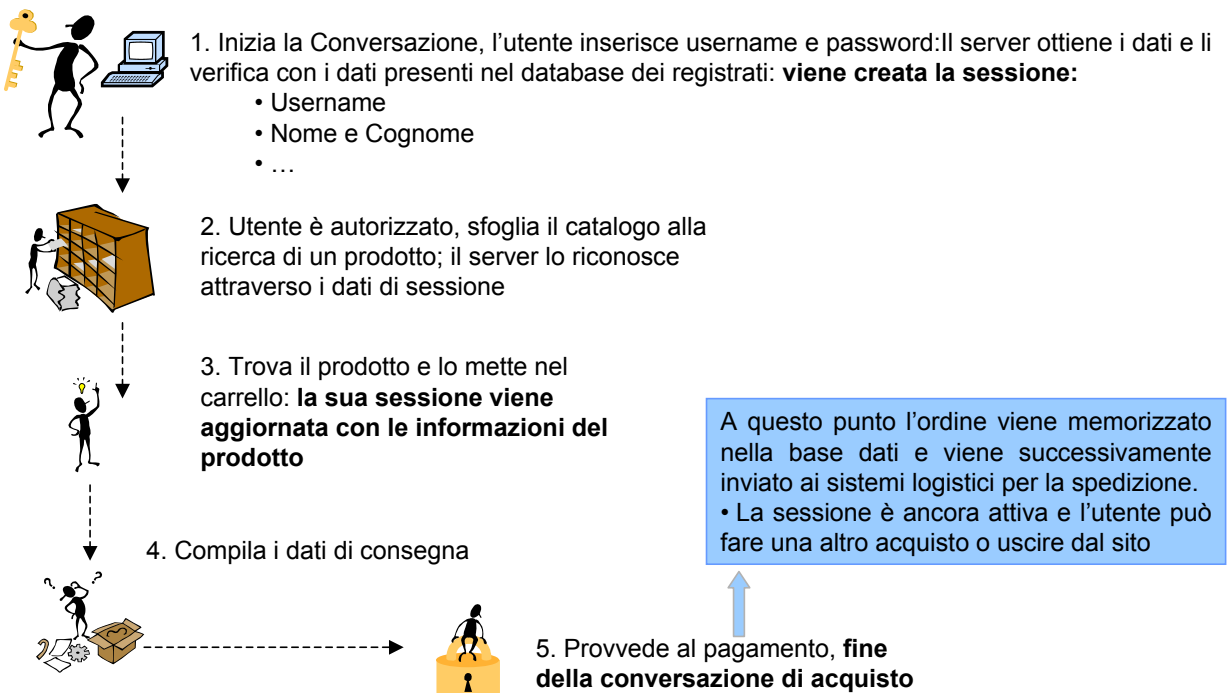 1. Inizia la Conversazione, l’utente inserisce username e password:Il server ottiene i dati e li
verifica con i dati presenti nel database dei registrati: viene creata la sessione:
• Username
• Nome e Cognome
• …
2. Utente è autorizzato, sfoglia il catalogo alla
ricerca di un prodotto; il server lo riconosce
attraverso i dati di sessione
3. Trova il prodotto e lo mette nel
carrello: la sua sessione viene
aggiornata con le informazioni del
prodotto
4. Compila i dati di consegna
5. Provvede al pagamento, fine
della conversazione di acquisto
A questo punto l’ordine viene memorizzato
nella base dati e viene successivamente
inviato ai sistemi logistici per la spedizione.
• La sessione è ancora attiva e l’utente può
fare una altro acquisto o uscire dal sito